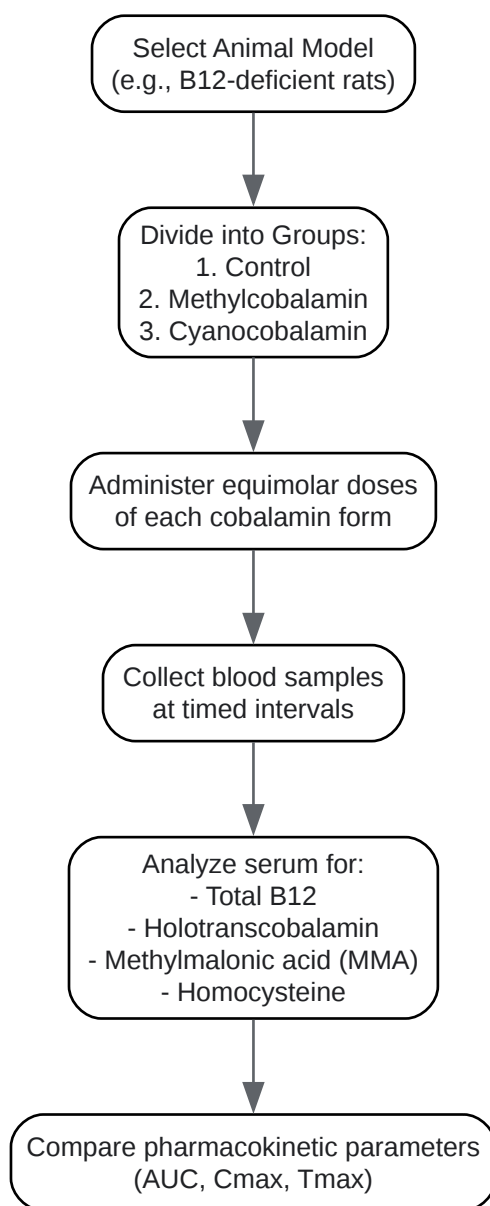 Select Animal Model
(e.g., B12-deficient rats)
Divide into Groups:
1. Control
2. Methylcobalamin
3. Cyanocobalamin
Administer equimolar doses
of each cobalamin form
Collect blood samples
at timed intervals
Analyze serum for:
- Total B12
- Holotranscobalamin
- Methylmalonic acid (MMA)
- Homocysteine
Compare pharmacokinetic parameters
(AUC, Cmax, Tmax)